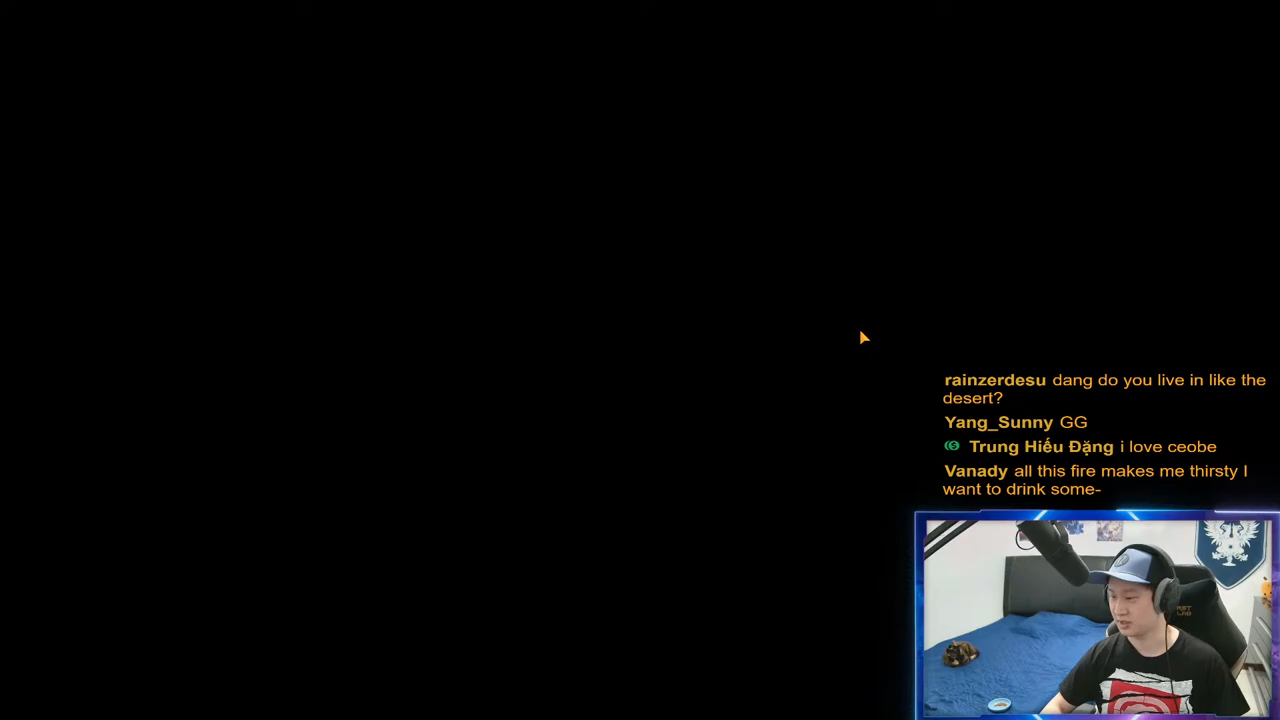 rainzerdesu dang do you live in like the
desert?
Yang_Sunny GG
Trung Hiếu Đặng i love ceobe
Vanady all this fire makes me thirsty I
want to drink some-